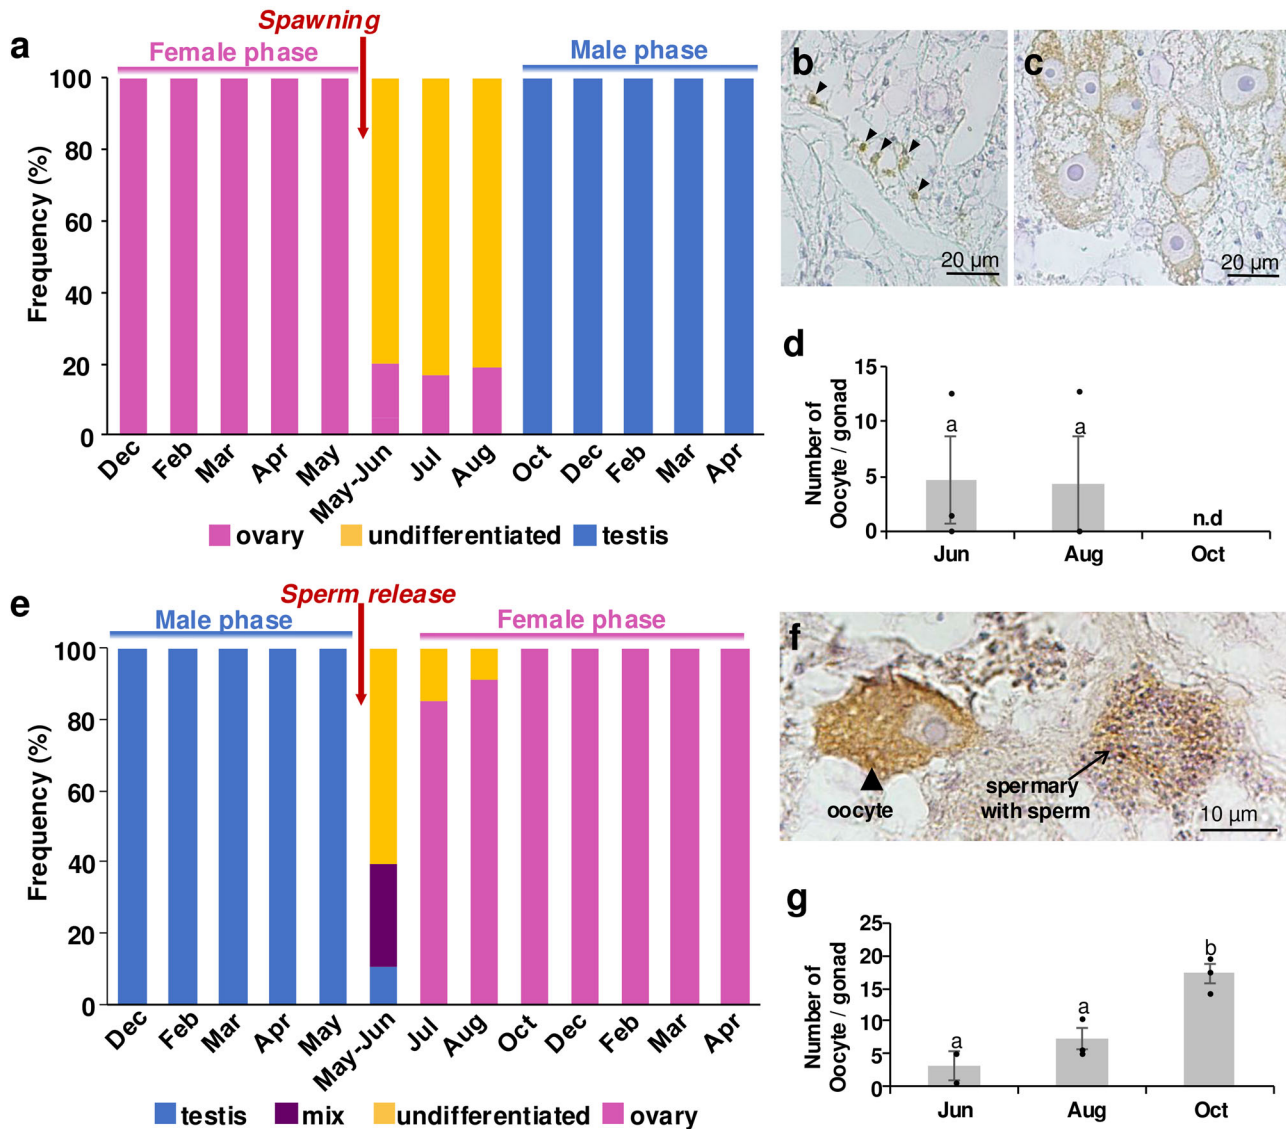 a
Spawning
Female phase
Male phase
Frequency (%)
100
80
60
40
20
0
Dec
Feb
Mar
Apr
May
May-Jun
Jul
Aug
Oct
Dec
Feb
Mar
Apr
ovary
undifferentiated
testis
b
20 μm
c
20 μm
d
Number of
Oocyte / gonad
15
10
5
0
a
a
n.d
Jun
Aug
Oct
e
Sperm release
Male phase
Female phase
Frequency (%)
100
80
60
40
20
0
Dec
Feb
Mar
Apr
May
May-Jun
Jul
Aug
Oct
Dec
Feb
Mar
Apr
testis
mix
undifferentiated
ovary
f
oocyte
spermary
with sperm
10 μm
g
Number of
Oocyte / gonad
25
20
15
10
5
0
a
a
b
Jun
Aug
Oct